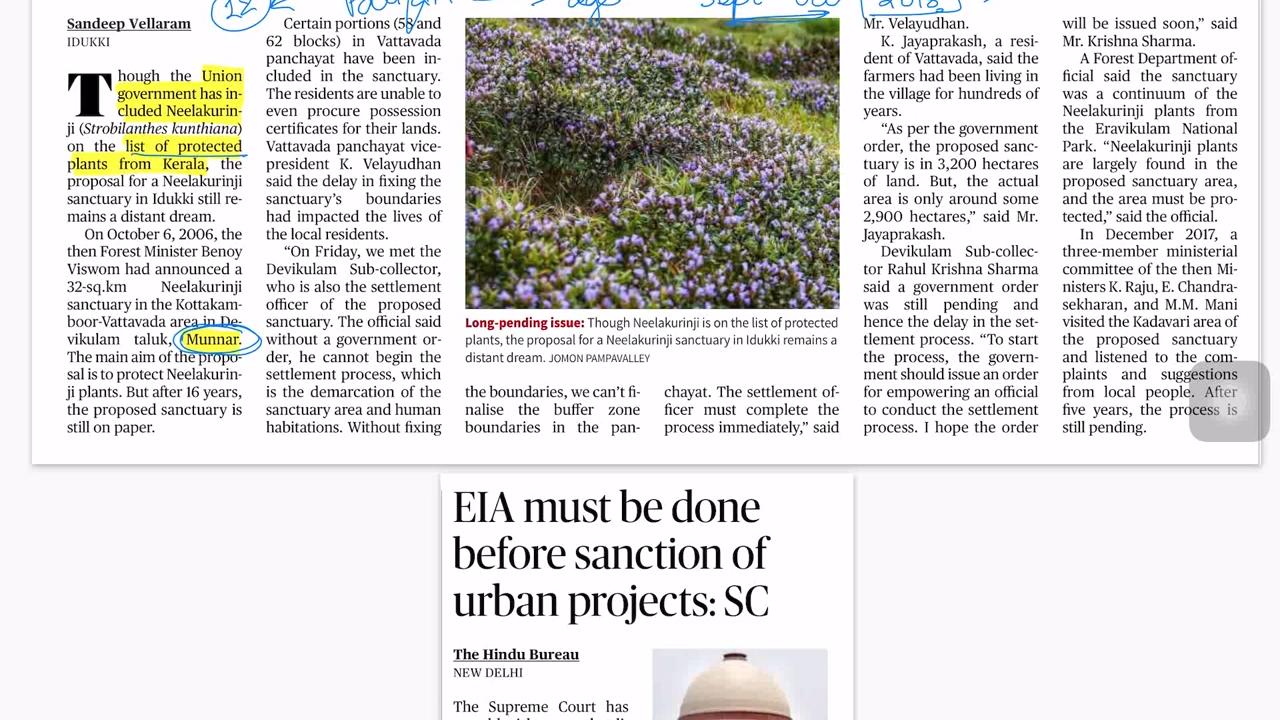 12
Sept
2018
Sandeep Vellaram
IDUKKI
Though the Union
government has in-
cluded Neelakurin-
ji (Strobilanthes kunthiana)
on the list of protected
plants from Kerala, the
proposal for a Neelakurinji
sanctuary in Idukki still re-
mains a distant dream.
On October 6, 2006, the
then Forest Minister Benoy
Viswom had announced a
32-sq.km Neelakurinji
sanctuary in the Kottakam-
boor-Vattavada area in De-
vikulam taluk, Munnar.
The main aim of the propo-
sal is to protect Neelakurin-
ji plants. But after 16 years,
the proposed sanctuary is
still on paper.
Certain portions (58 and
62 blocks) in Vattavada
panchayat have been in-
cluded in the sanctuary.
The residents are unable to
even procure possession
certificates for their lands.
Vattavada panchayat vice-
president K. Velayudhan
said the delay in fixing the
sanctuary's boundaries
had impacted the lives of
the local residents.
“On Friday, we met the
Devikulam Sub-collector,
who is also the settlement
officer of the proposed
sanctuary. The official said
without a government or-
der, he cannot begin the
settlement process, which
is the demarcation of the
sanctuary area and human
habitations. Without fixing
Long-pending issue: Though Neelakurinji is on the list of protected
plants, the proposal for a Neelakurinji sanctuary in Idukki remains a
distant dream. JOMON PAMPAVALLEY
the boundaries, we can't fi-
nalise the buffer zone
boundaries in the pan-
chayat. The settlement of-
ficer must complete the
process immediately,” said
Mr. Velayudhan.
K. Jayaprakash, a resi-
dent of Vattavada, said the
farmers had been living in
the village for hundreds of
years.
“As per the government
order, the proposed sanc-
tuary is in 3,200 hectares
of land. But, the actual
area is only around some
2,900 hectares,” said Mr.
Jayaprakash.
Devikulam Sub-collec-
tor Rahul Krishna Sharma
said a government order
was still pending and
hence the delay in the set-
tlement process. “To start
the process, the govern-
ment should issue an order
for empowering an official
to conduct the settlement
process. I hope the order
will be issued soon,” said
Mr. Krishna Sharma.
A Forest Department of-
ficial said the sanctuary
was a continuum of the
Neelakurinji plants from
the Eravikulam National
Park. “Neelakurinji plants
are largely found in the
proposed sanctuary area,
and the area must be pro-
tected,” said the official.
In December 2017, a
three-member ministerial
committee of the then Mi-
nisters K. Raju, E. Chandra-
sekharan, and M.M. Mani
visited the Kadavari area of
the proposed sanctuary
and listened to the com-
plaints and suggestions
from local people. After
five years, the process is
still pending.
EIA must be done
before sanction of
urban projects: SC
The Hindu Bureau
NEW DELHI
The Supreme Court has